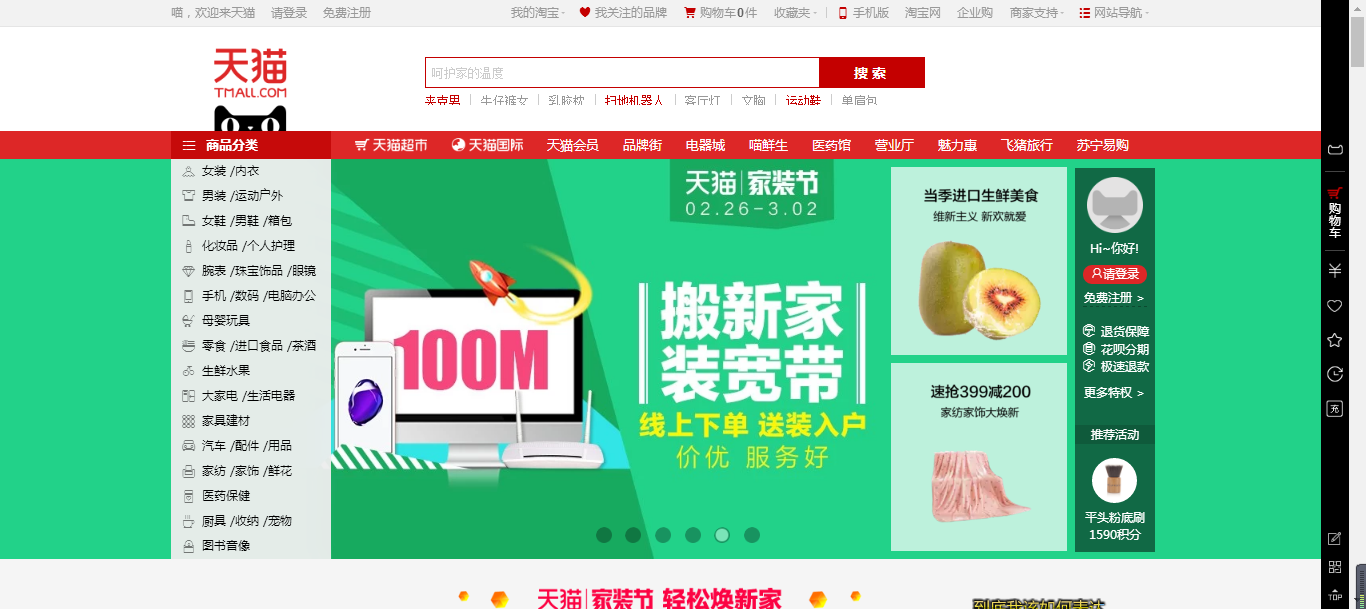 喵，欢迎来天猫 请登录 免费注册 我的淘宝 我关注的品牌 购物车0件 收藏夹 手机版 淘宝网 企业购 商家支持 网站导航
天猫
TMALL.COM
呵护家的温度 搜索
夹克男 牛仔裤女 乳胶枕 扫地机器人 客厅灯 文胸 运动鞋 单肩包
商品分类 天猫超市 天猫国际 天猫会员 品牌街 电器城 喵鲜生 医药馆 营业厅 魅力惠 飞猪旅行 苏宁易购
女装 /内衣
男装 /运动户外
女鞋 /男鞋 /箱包
化妆品 /个人护理
腕表 /珠宝饰品 /眼镜
手机 /数码 /电脑办公
母婴玩具
零食 /进口食品 /茶酒
生鲜水果
大家电 /生活电器
家具建材
汽车 /配件 /用品
家纺 /家饰 /鲜花
医药保健
厨具 /收纳 /宠物
图书音像
天猫|家装节
02.26-3.02
100M
搬新家
装宽带
线上下单 送装入户
价优 服务好
当季进口生鲜美食
维新主义 新欢就爱
速抢399减200
家纺家饰大焕新
Hi~你好!
请登录
免费注册 >
退货保障
花呗分期
极速退款
更多特权 >
推荐活动
平头粉底刷
1590积分
购物车
充
TOP
天猫|家装节 轻松焕新家
到底我该如何表达